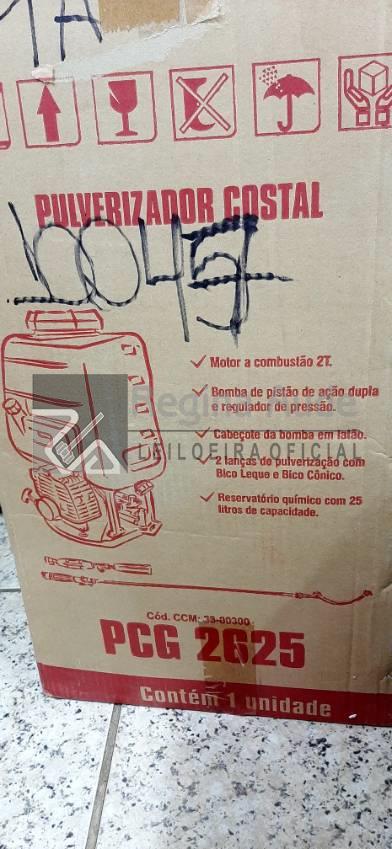 PULVERIZADOR COSTAL
Motor a combustão 2T.
Bomba de pistão de ação dupla
e regulador de pressão.
Cabeçote da bomba em latão.
LEILOEIRA OFICIAL
2 lanças de pulverização com
Bico Leque e Bico Cônico.
Reservatório químico com 25
litros de capacidade.
Cód. CCM: 33-00300
PCG 2625
Contém 1 unidade